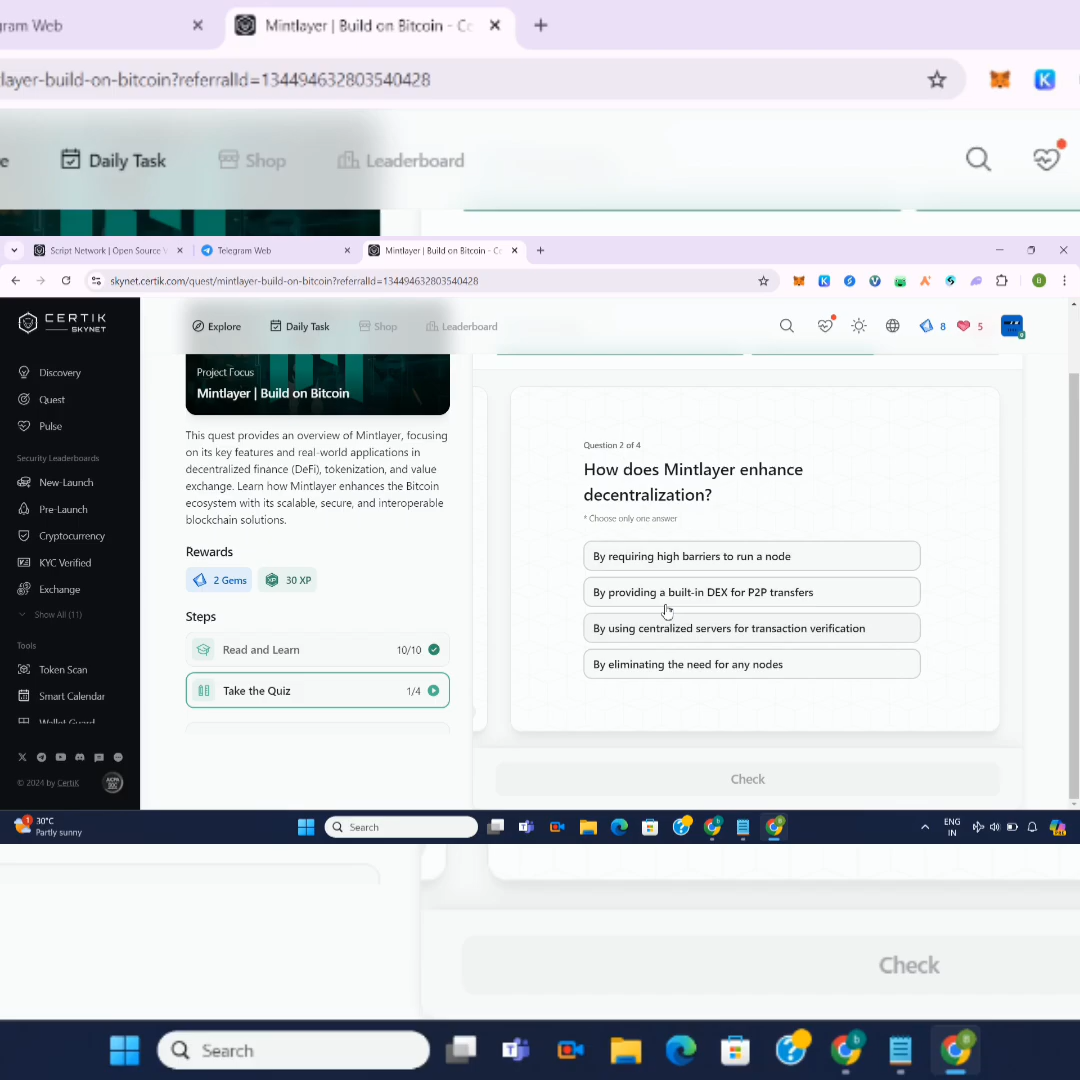 gram Web
Mintlayer | Build on Bitcoin - Ce
layer-build-on-bitcoin?referralId=134494632803540428
e
Daily Task
Shop
Leaderboard
Script Network | Open Source V
Telegram Web
Mintlayer | Build on Bitcoin - Ce
skynet.certik.com/quest/mintlayer-build-on-bitcoin?referralId=134494632803540428
CERTIK
SKYNET
Explore
Daily Task
Shop
Leaderboard
8
5
Discovery
Quest
Pulse
Security Leaderboards
New-Launch
Pre-Launch
Cryptocurrency
KYC Verified
Exchange
Show All (11)
Tools
Token Scan
Smart Calendar
Wallet Guard
© 2024 by CertiK
Project Focus
Mintlayer | Build on Bitcoin
This quest provides an overview of Mintlayer, focusing
on its key features and real-world applications in
decentralized finance (DeFi), tokenization, and value
exchange. Learn how Mintlayer enhances the Bitcoin
ecosystem with its scalable, secure, and interoperable
blockchain solutions.
Rewards
2 Gems
XP
30 XP
Steps
Read and Learn
10/10
Take the Quiz
1/4
Question 2 of 4
How does Mintlayer enhance
decentralization?
* Choose only one answer
By requiring high barriers to run a node
By providing a built-in DEX for P2P transfers
By using centralized servers for transaction verification
By eliminating the need for any nodes
Check
1
30°C
Partly sunny
Search
ENG
IN
Check
Search